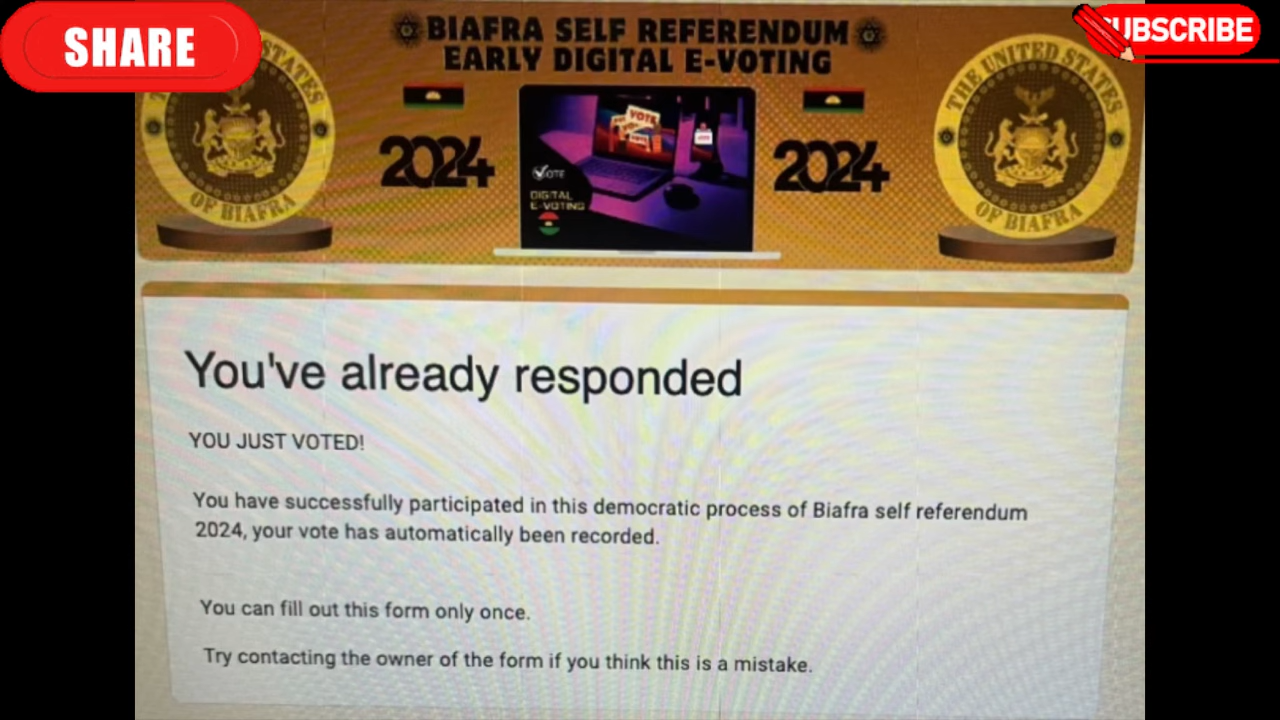 SHARE
UBSCRIBE
BIAFRA SELF REFERENDUM
EARLY DIGITAL E-VOTING
STATES
OF BIAFRA
2024
VOTE
VOTE
DIGITAL
E-VOTING
2024
THE UNITED STATES
OF BIAFRA
You've already responded
YOU JUST VOTED!
You have successfully participated in this democratic process of Biafra self referendum
2024, your vote has automatically been recorded.
You can fill out this form only once.
Try contacting the owner of the form if you think this is a mistake.